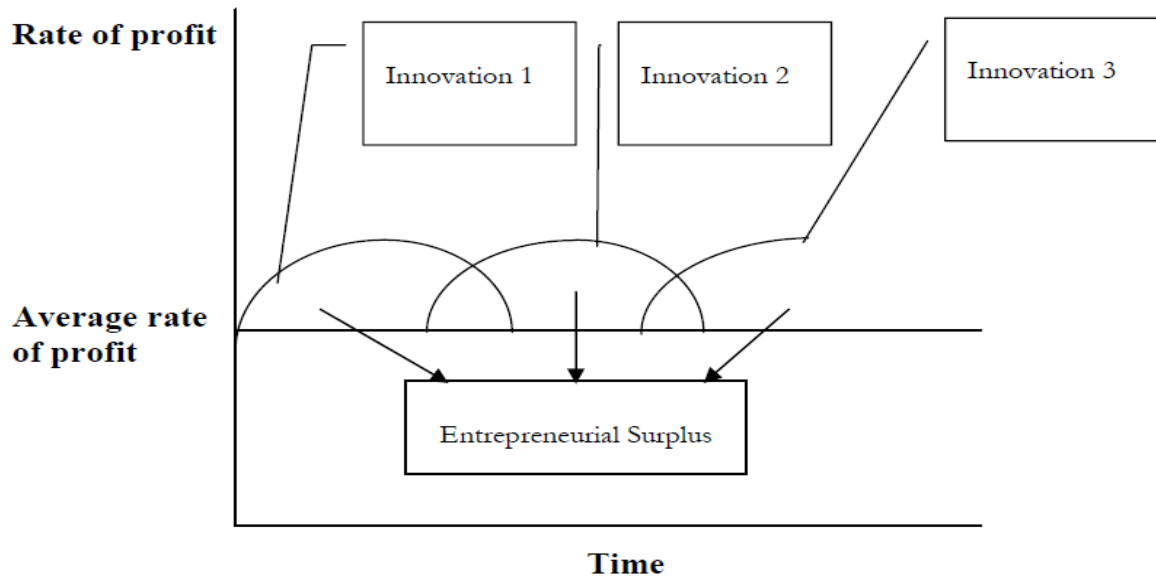 Rate of profit
Innovation 1
Innovation 2
Innovation 3
Average rate
of profit
Entrepreneurial Surplus
Time